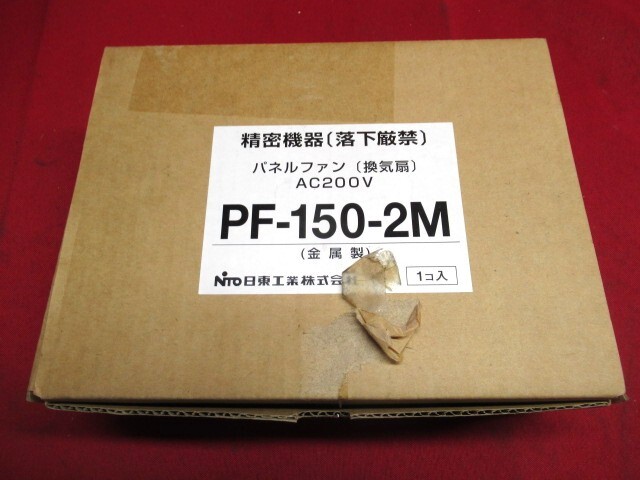 精密機器〔落下厳禁〕
パネルファン〔換気扇〕
AC200V
PF-150-2M
(金属製)
NITO日東工業株式会
1コ入